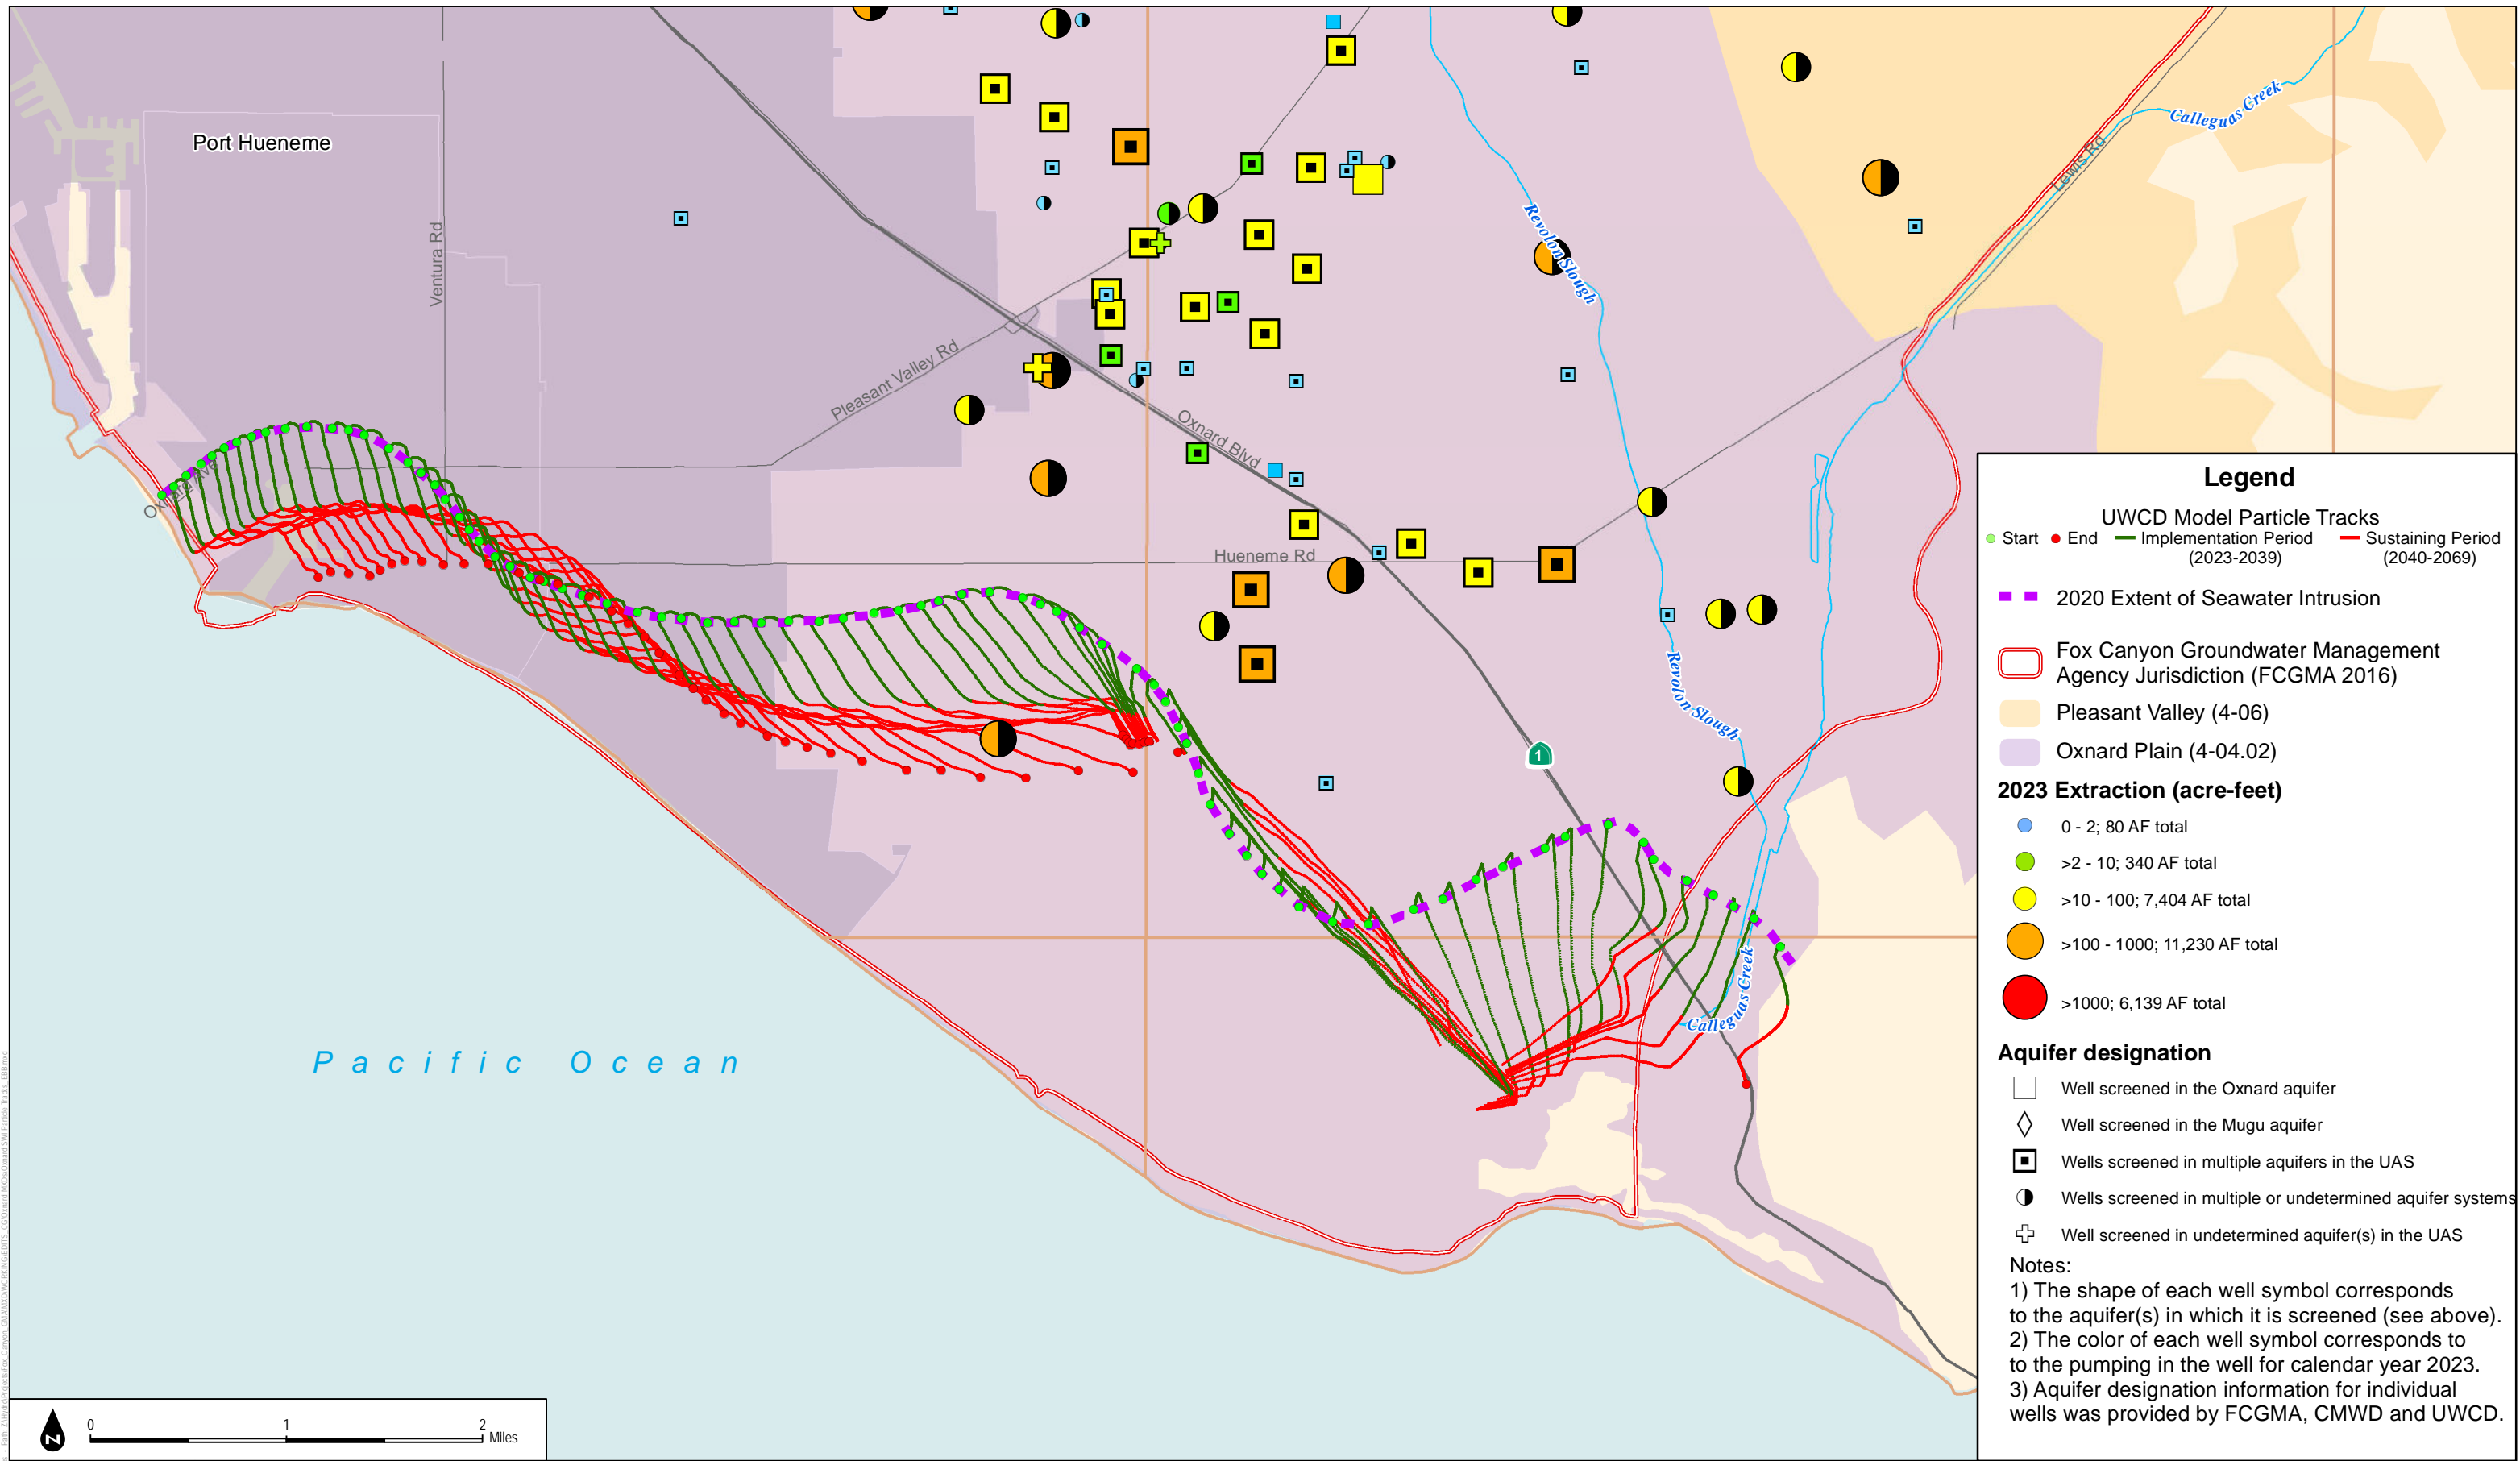 Port Hueneme
Ventura Rd
Calleguas Creek
Lewis Rd
Revolon Slough
Pleasant Valley Rd
Oxnard Blvd
Oxnard Ave
Hueneme Rd
Revolon Slough
1
Calleguas Creek
Pacific Ocean
N
0 1 2
Miles
Legend
UWCD Model Particle Tracks
Start End Implementation Period Sustaining Period
(2023-2039) (2040-2069)
2020 Extent of Seawater Intrusion
Fox Canyon Groundwater Management
Agency Jurisdiction (FCGMA 2016)
Pleasant Valley (4-06)
Oxnard Plain (4-04.02)
2023 Extraction (acre-feet)
0 - 2; 80 AF total
>2 - 10; 340 AF total
>10 - 100; 7,404 AF total
>100 - 1000; 11,230 AF total
>1000; 6,139 AF total
Aquifer designation
Well screened in the Oxnard aquifer
Well screened in the Mugu aquifer
Wells screened in multiple aquifers in the UAS
Wells screened in multiple or undetermined aquifer systems
Well screened in undetermined aquifer(s) in the UAS
Notes:
1) The shape of each well symbol corresponds
to the aquifer(s) in which it is screened (see above).
2) The color of each well symbol corresponds to
to the pumping in the well for calendar year 2023.
3) Aquifer designation information for individual
wells was provided by FCGMA, CMWD and UWCD.